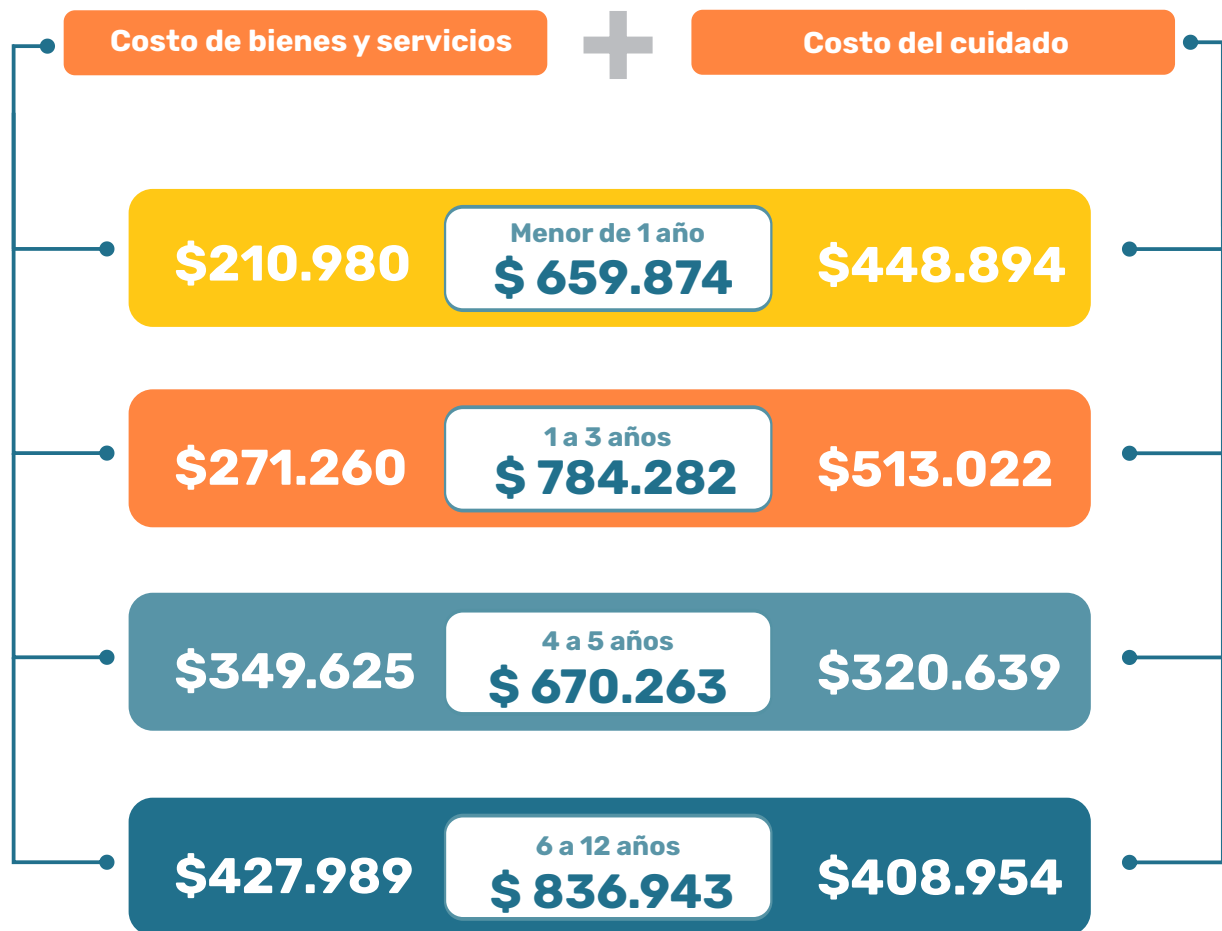 Costo de bienes y servicios
+
Costo del cuidado
Menor de 1 año
$210.980
$ 659.874
$448.894
1 a 3 años
$271.260
$ 784.282
$513.022
4 a 5 años
$349.625
$ 670.263
$320.639
6 a 12 años
$427.989
$ 836.943
$408.954